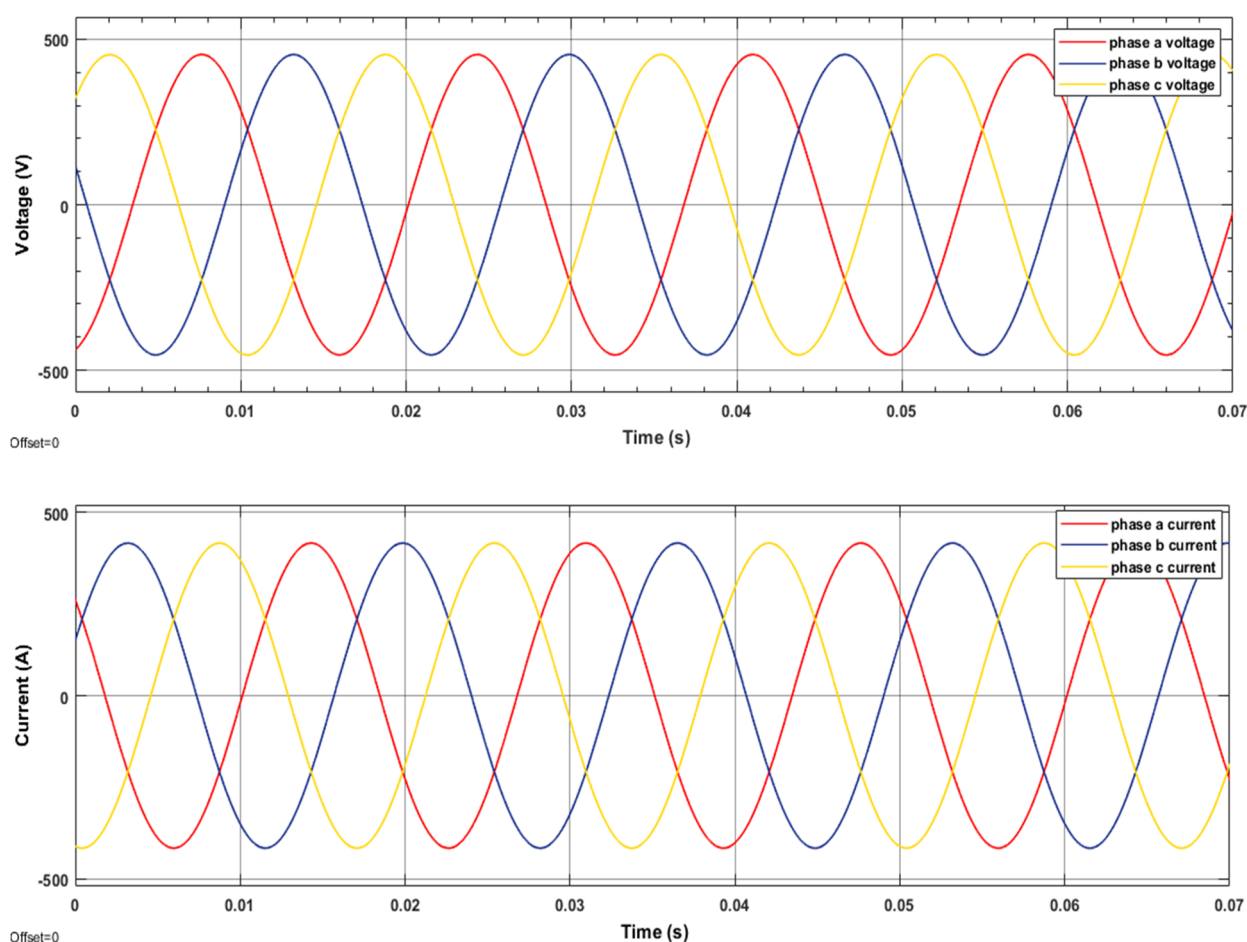 500
0
-500
Voltage (V)
phase a voltage
phase b voltage
phase c voltage
0 0.01 0.02 0.03 0.04 0.05 0.06 0.07
Time (s)
Offset=0
500
0
-500
Current (A)
phase a current
phase b current
phase c current
0 0.01 0.02 0.03 0.04 0.05 0.06 0.07
Time (s)
Offset=0